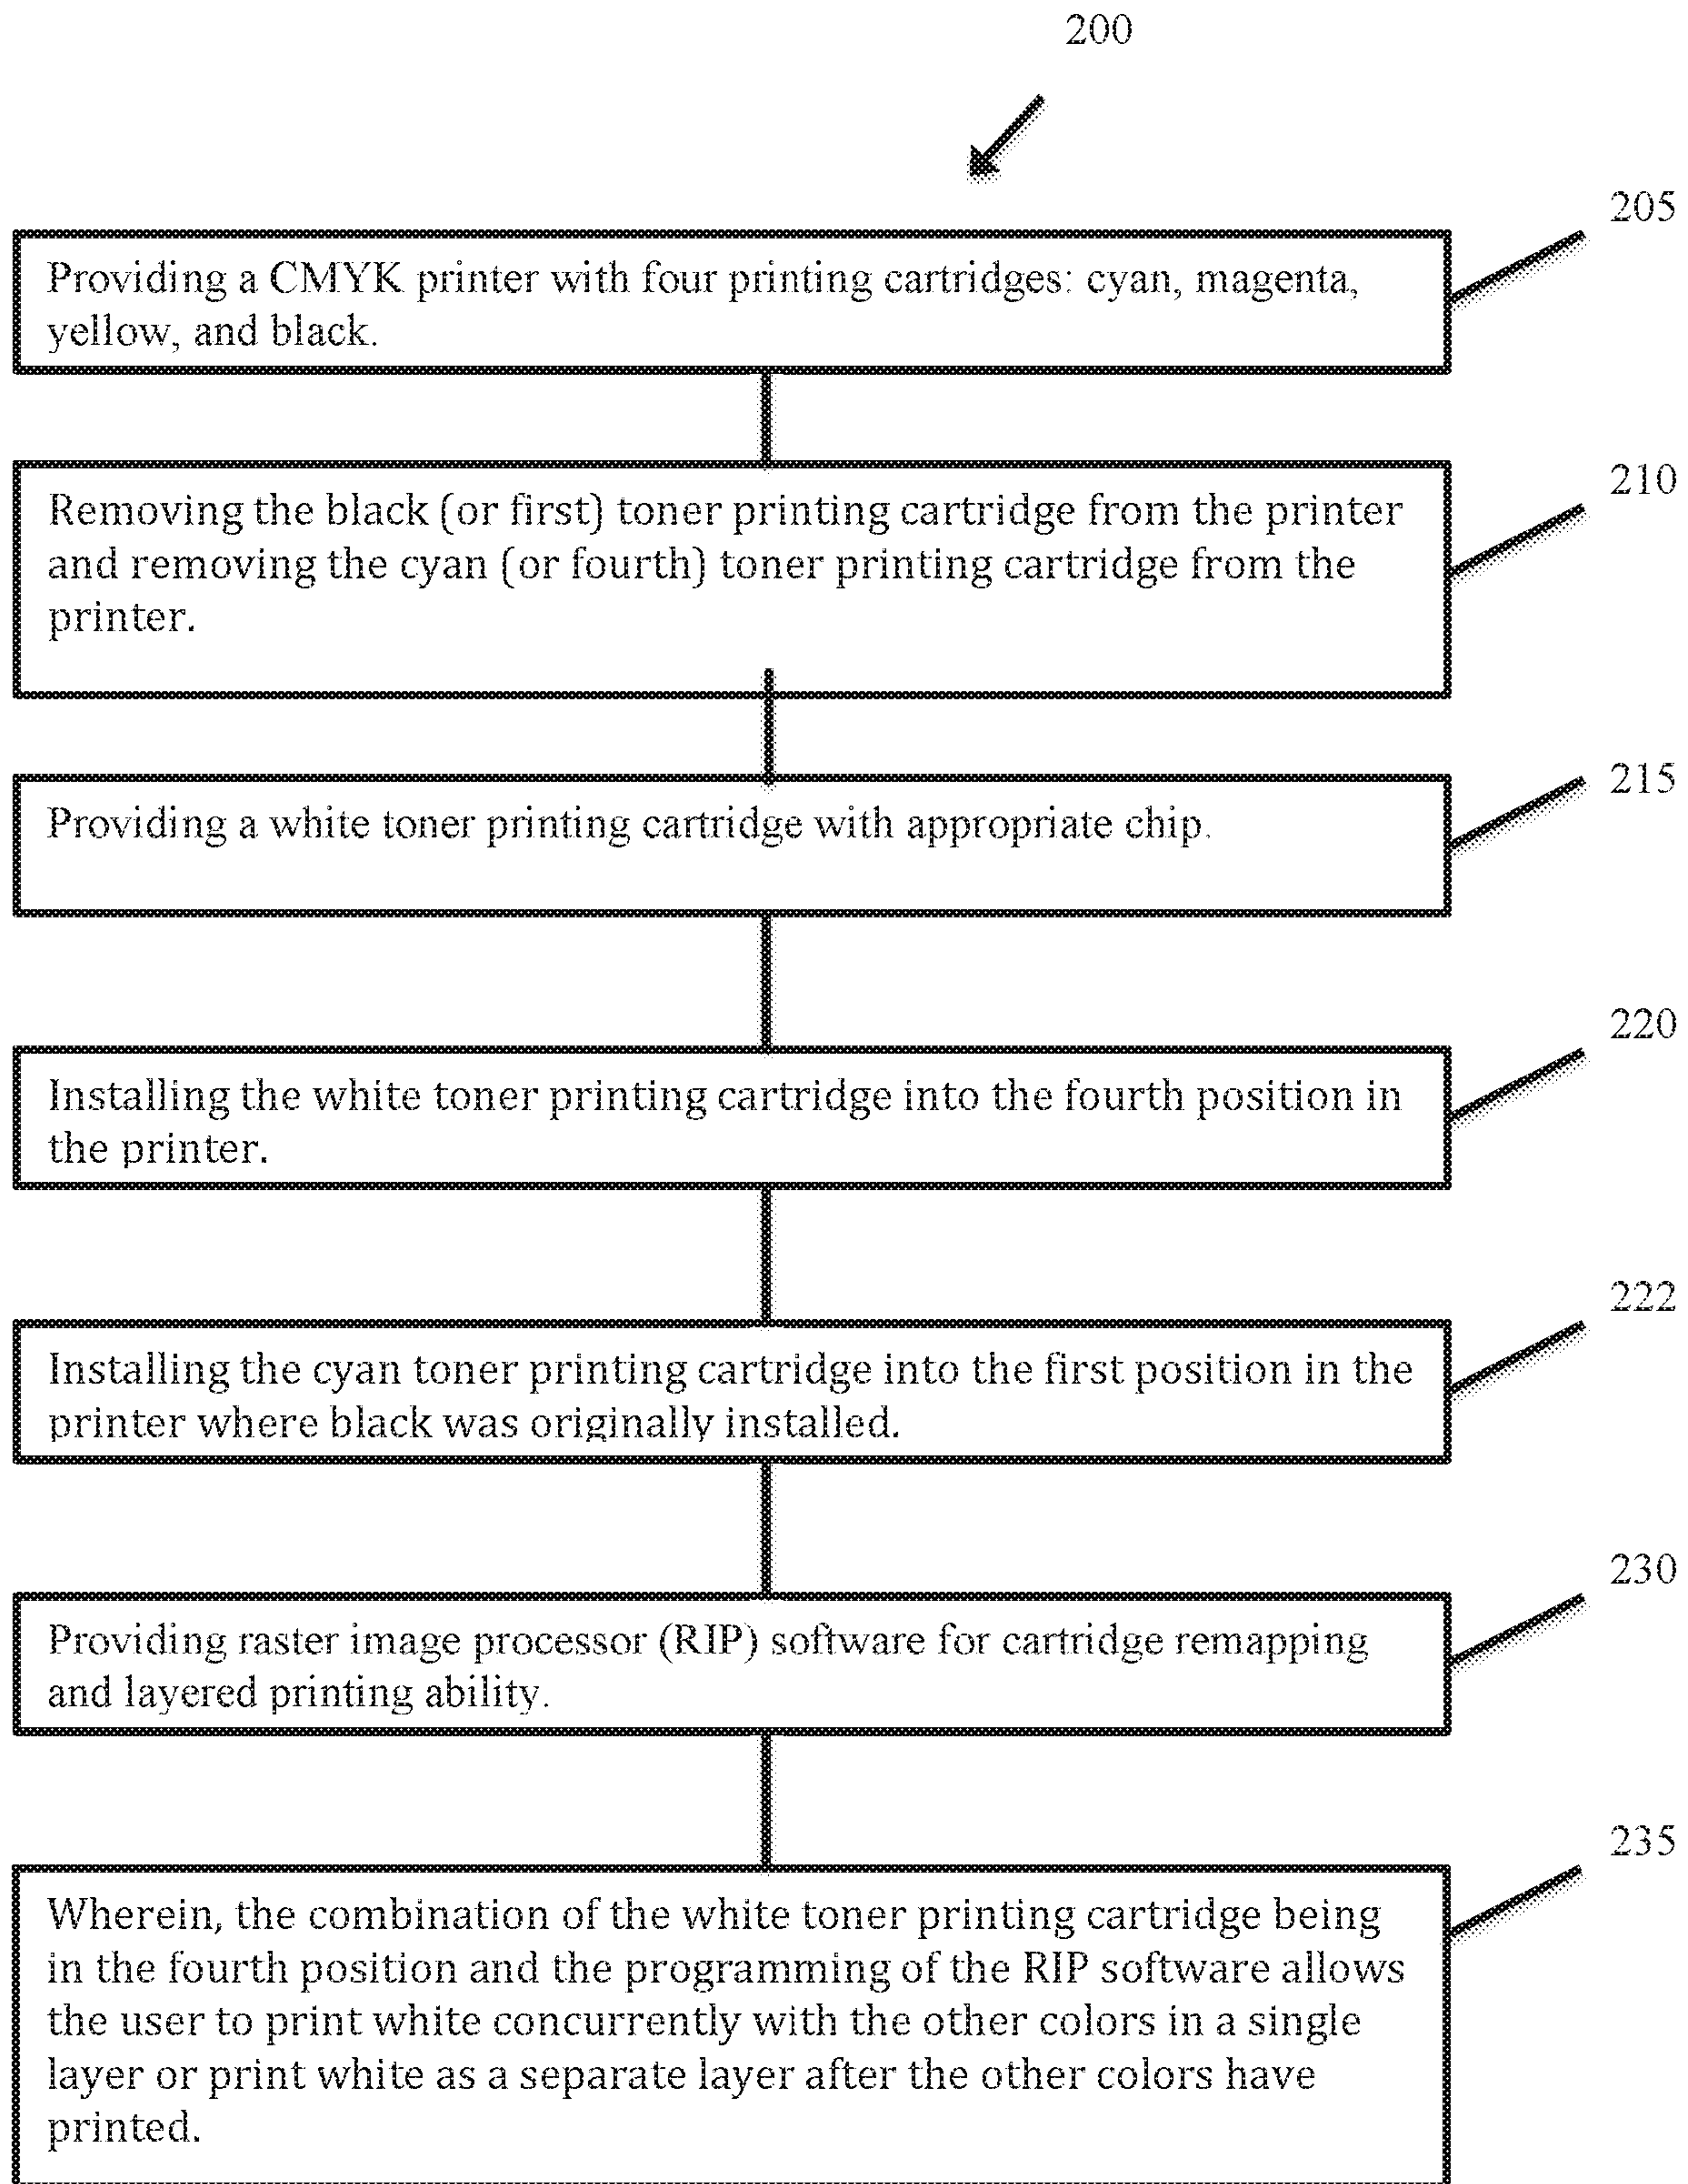 200
205
Providing a CMYK printer with four printing cartridges: cyan, magenta,
yellow, and black.
210
Removing the black (or first) toner printing cartridge from the printer
and removing the cyan (or fourth) toner printing cartridge from the
printer.
215
Providing a white toner printing cartridge with appropriate chip.
220
Installing the white toner printing cartridge into the fourth position in
the printer.
222
Installing the cyan toner printing cartridge into the first position in the
printer where black was originally installed.
230
Providing raster image processor (RIP) software for cartridge remapping
and layered printing ability.
235
Wherein, the combination of the white toner printing cartridge being
in the fourth position and the programming of the RIP software allows
the user to print white concurrently with the other colors in a single
layer or print white as a separate layer after the other colors have
printed.